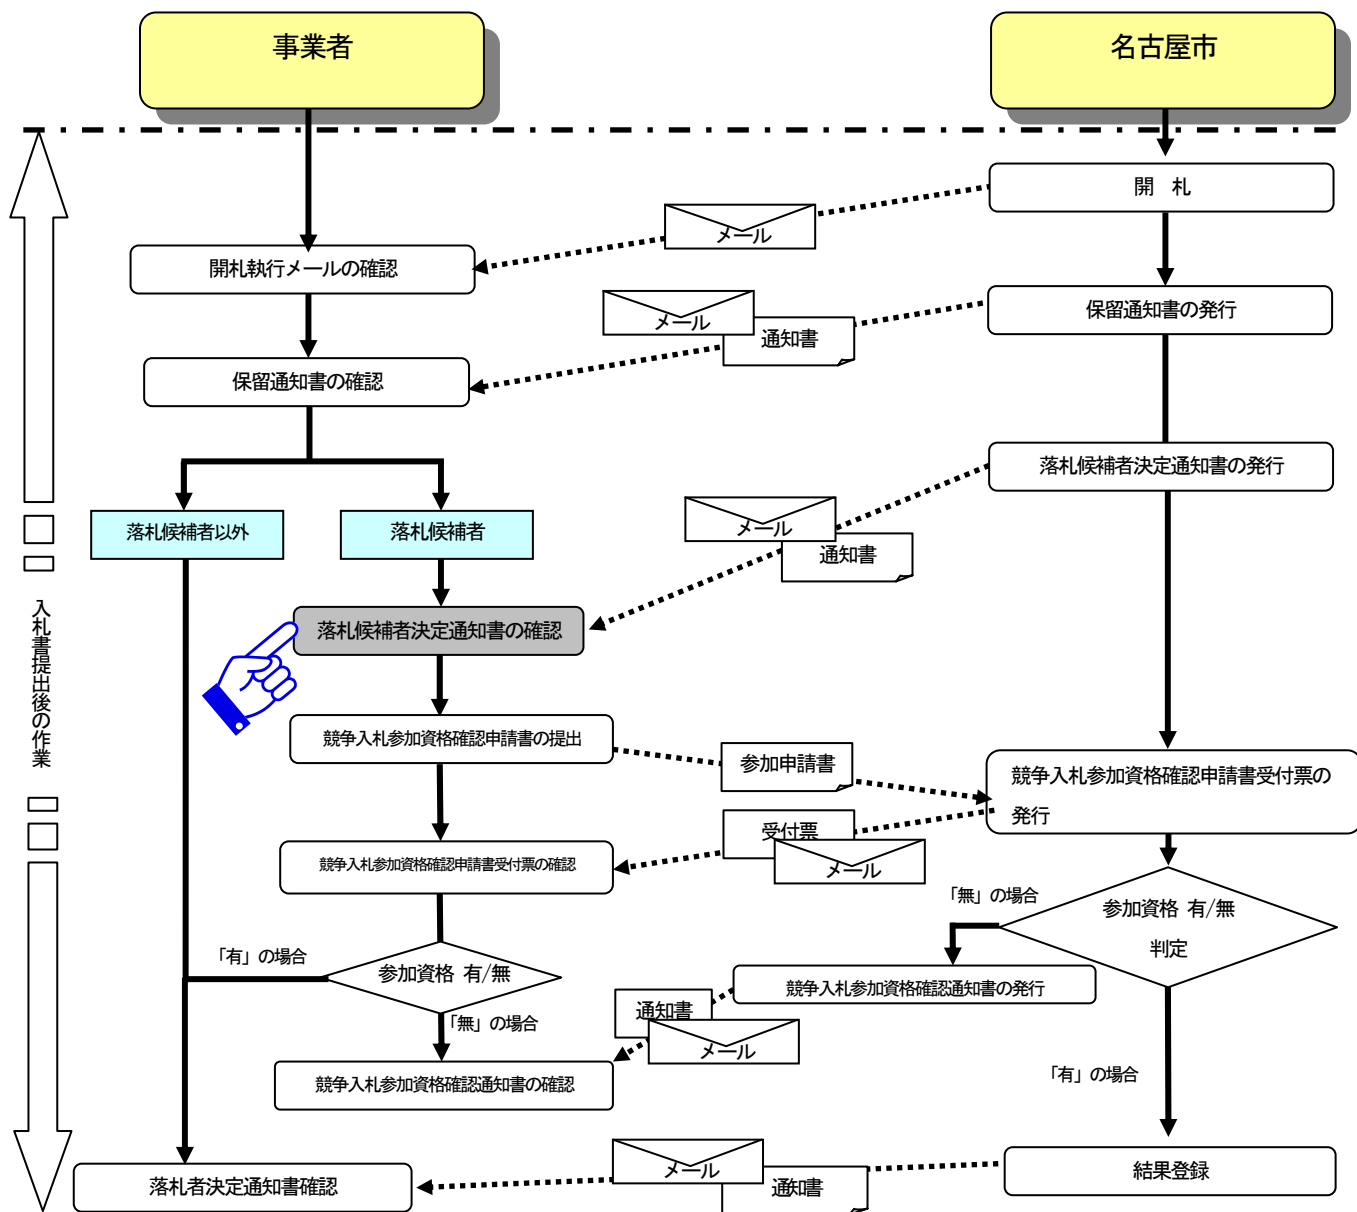 事業者
名古屋市
開　札
メール
開札執行メールの確認
保留通知書の発行
メール
通知書
保留通知書の確認
落札候補者決定通知書の発行
メール
通知書
落札候補者以外
落札候補者
落札候補者決定通知書の確認
入札書提出後の作業
競争入札参加資格確認申請書の提出
参加申請書
競争入札参加資格確認申請書受付票の
発行
受付票
メール
競争入札参加資格確認申請書受付票の確認
「無」の場合
参加資格 有/無
判定
「有」の場合
参加資格 有/無
競争入札参加資格確認通知書の発行
通知書
メール
「無」の場合
競争入札参加資格確認通知書の確認
「有」の場合
メール
通知書
結果登録
落札者決定通知書確認